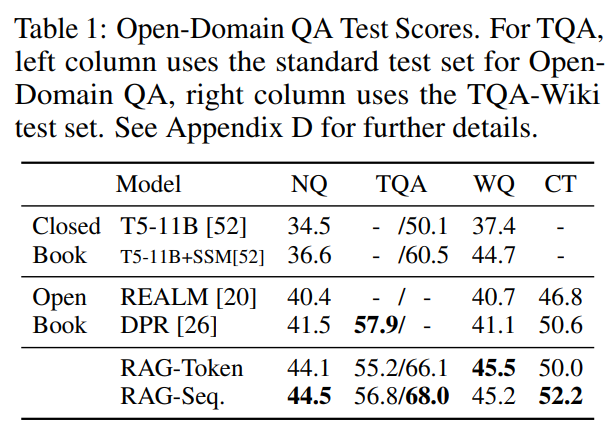 Table 1: Open-Domain QA Test Scores. For TQA,
left column uses the standard test set for Open-
Domain QA, right column uses the TQA-Wiki
test set. See Appendix D for further details.
Model NQ TQA WQ CT
Closed T5-11B [52] 34.5 - /50.1 37.4 -
Book T5-11B+SSM[52] 36.6 - /60.5 44.7 -
Open REALM [20] 40.4 - / - 40.7 46.8
Book DPR [26] 41.5 57.9/ - 41.1 50.6
RAG-Token 44.1 55.2/66.1 45.5 50.0
RAG-Seq. 44.5 56.8/68.0 45.2 52.2